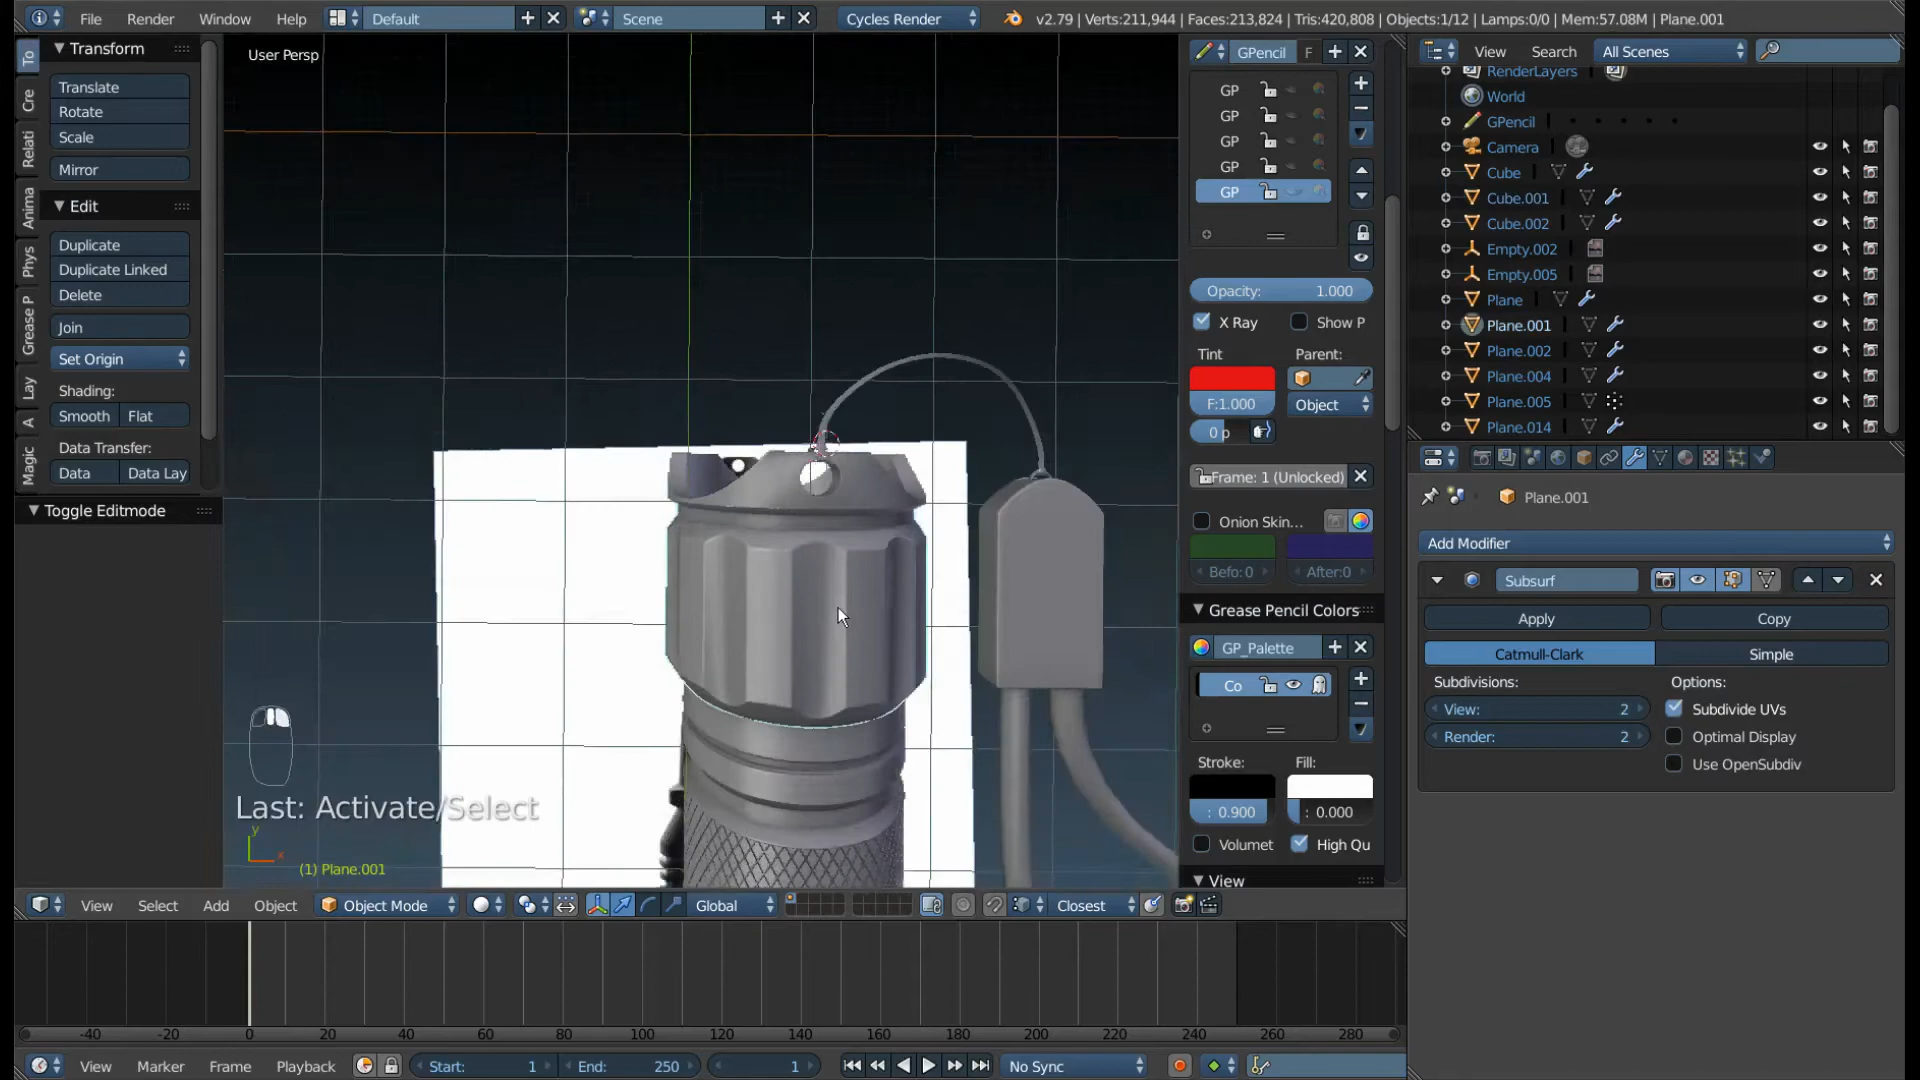 File Render Window Help Default Scene Cycles Render v2.79 | Verts:211,944 | Faces:213,824 | Tris:420,808 | Objects:1/12 | Lamps:0/0 | Mem:57.08M | Plane.001
To
Cre
Relati
Anima
Phys
Grease P
Lay
A
Magic
Transform
Translate
Rotate
Scale
Mirror
Edit
Duplicate
Duplicate Linked
Delete
Join
Set Origin
Shading:
Smooth Flat
Data Transfer:
Data Data Lay
Toggle Editmode
User Persp
Last: Activate/Select
y
x
(1) Plane.001
GPencil F
GP
GP
GP
GP
GP
Opacity: 1.000
X Ray Show P
Tint Parent:
F:1.000 Object
0 p
Frame: 1 (Unlocked)
Onion Skin...
Befo: 0 After:0
Grease Pencil Colors
GP_Palette
Co
Stroke: Fill:
: 0.900 : 0.000
Volumet High Qu
View
View Search All Scenes
RenderLayers
World
GPencil
Camera
Cube
Cube.001
Cube.002
Empty.002
Empty.005
Plane
Plane.001
Plane.002
Plane.004
Plane.005
Plane.014
Plane.001
Add Modifier
Subsurf
Apply Copy
Catmull-Clark Simple
Subdivisions: Options:
View: 2 Subdivide UVs
Render: 2 Optimal Display
Use OpenSubdiv
View Select Add Object Object Mode Global Closest
-40 -20 0 20 40 60 80 100 120 140 160 180 200 220 240 260 280
View Marker Frame Playback Start: 1 End: 250 1 No Sync